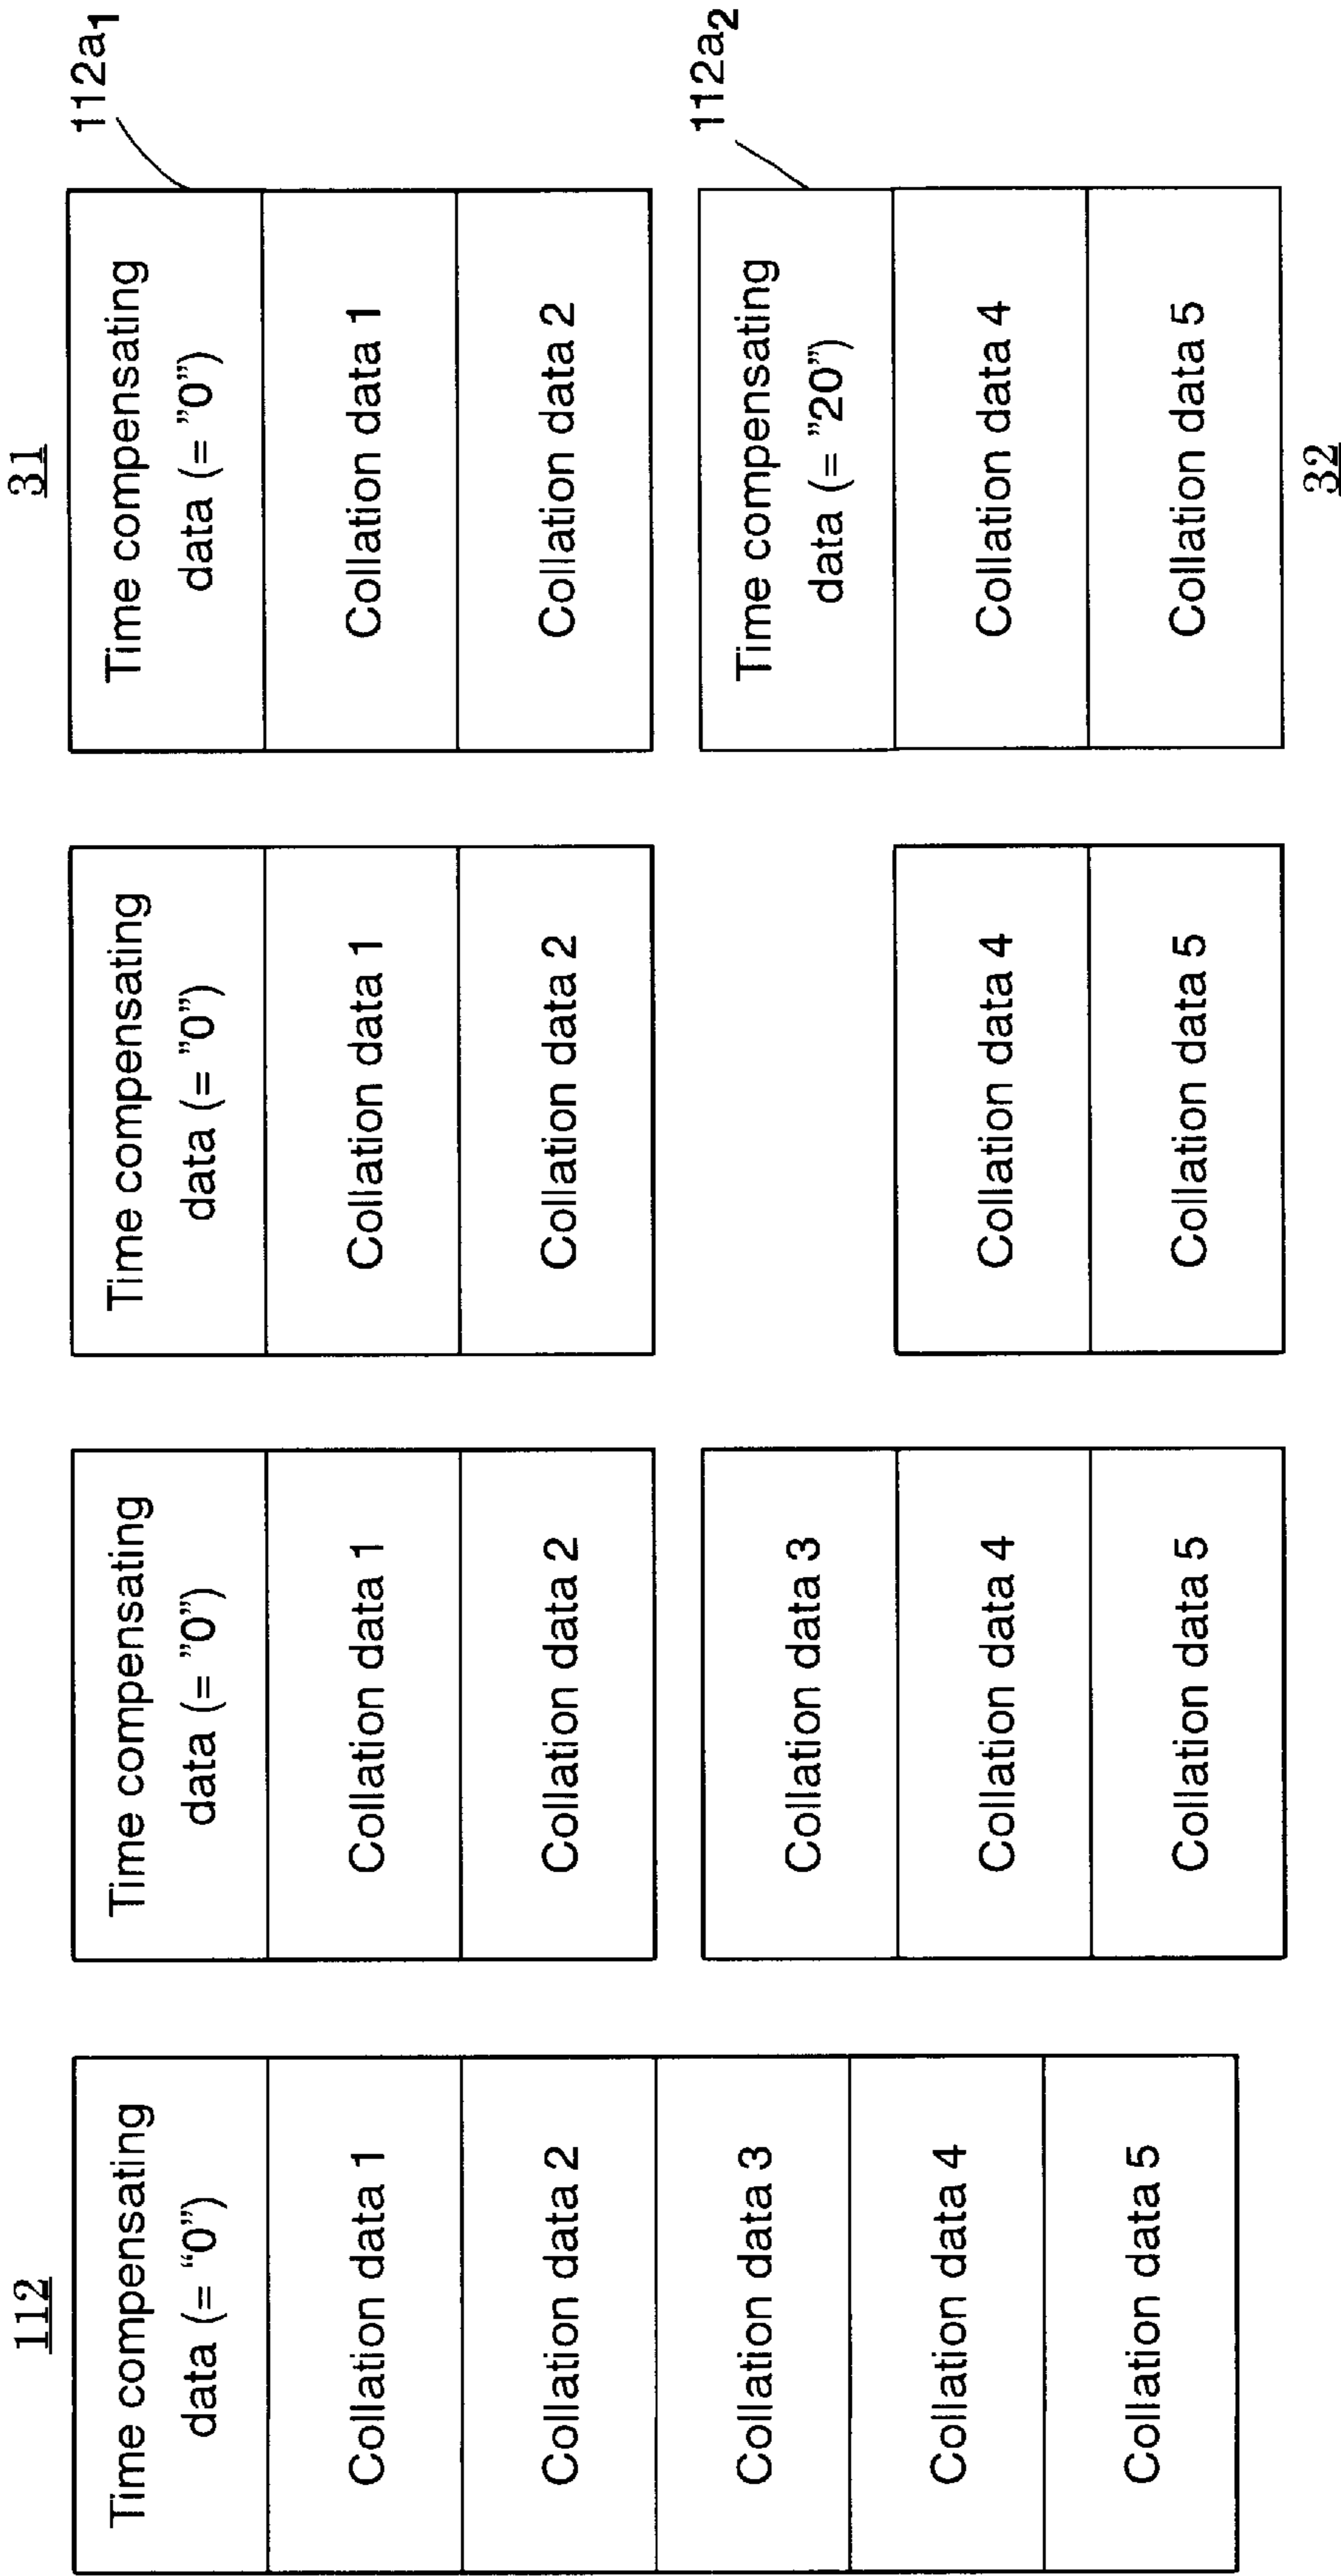 112
Time compensating
data (= “0”)
Collation data 1
Collation data 2
Collation data 3
Collation data 4
Collation data 5
Time compensating
data (= ”0”)
Collation data 1
Collation data 2
Collation data 3
Collation data 4
Collation data 5
Time compensating
data (= ”0”)
Collation data 1
Collation data 2
Collation data 4
Collation data 5
31
Time compensating
data (= ”0”)
Collation data 1
Collation data 2
112a1
Time compensating
data (= ”20”)
Collation data 4
Collation data 5
112a2
32